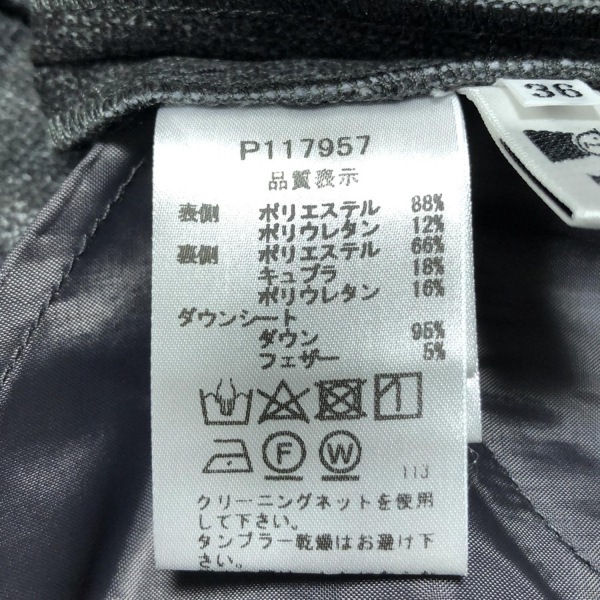 36
P117957
品質表示
表側 ポリエステル 88%
ポリウレタン 12%
裏側 ポリエステル 66%
キュプラ 18%
ポリウレタン 16%
ダウンシート
ダウン 95%
フェザー 5%
F W
113
クリーニングネットを使用
して下さい。
タンブラー乾燥はお避け下
さい。